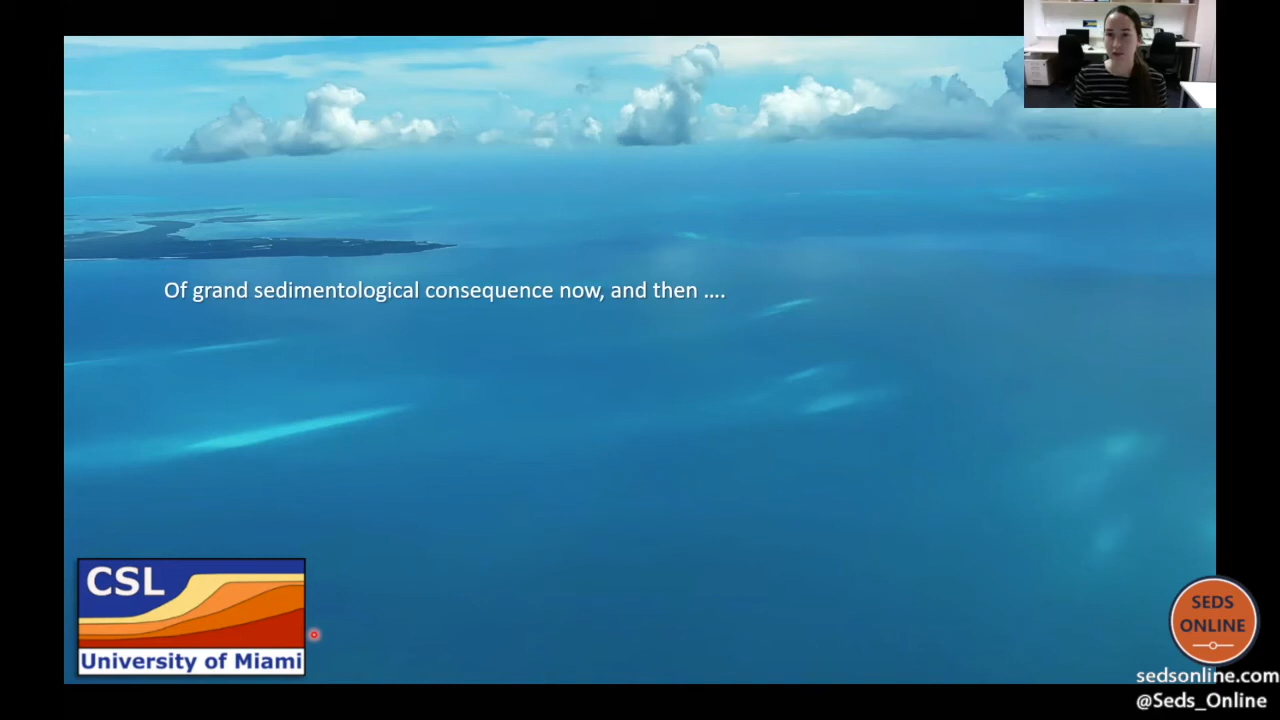 Of grand sedimentological consequence now, and then ....
CSL
University of Miami
SEDS
ONLINE
sedsonline.com
@Seds_Online